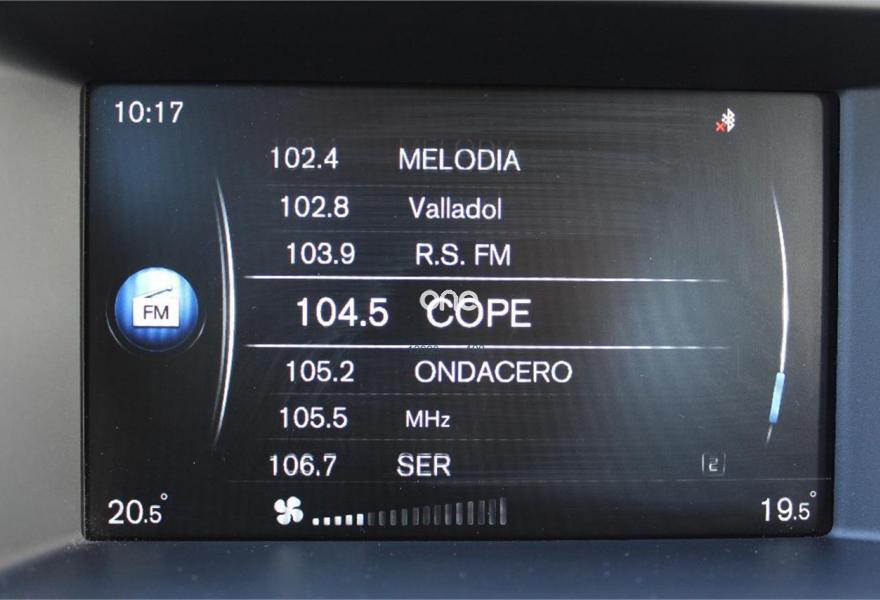 10:17
102.4 MELODIA
102.8 Valladol
103.9 R.S. FM
FM
one
104.5 COPE
105.2 ONDACERO
105.5 MHz
106.7 SER 2
20.5° 19.5°